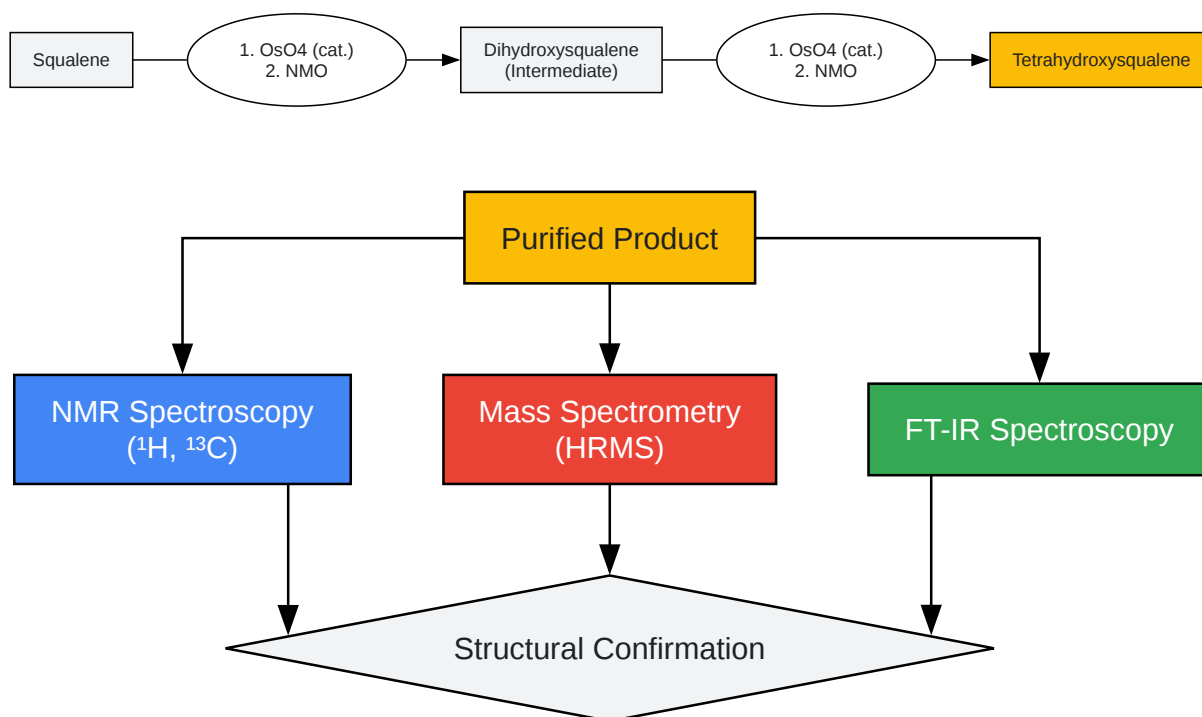 Squalene
1. OsO4 (cat.)
2. NMO
Dihydroxysqualene
(Intermediate)
1. OsO4 (cat.)
2. NMO
Tetrahydroxysqualene
Purified Product
NMR Spectroscopy
(¹H, ¹³C)
Mass Spectrometry
(HRMS)
FT-IR Spectroscopy
Structural Confirmation